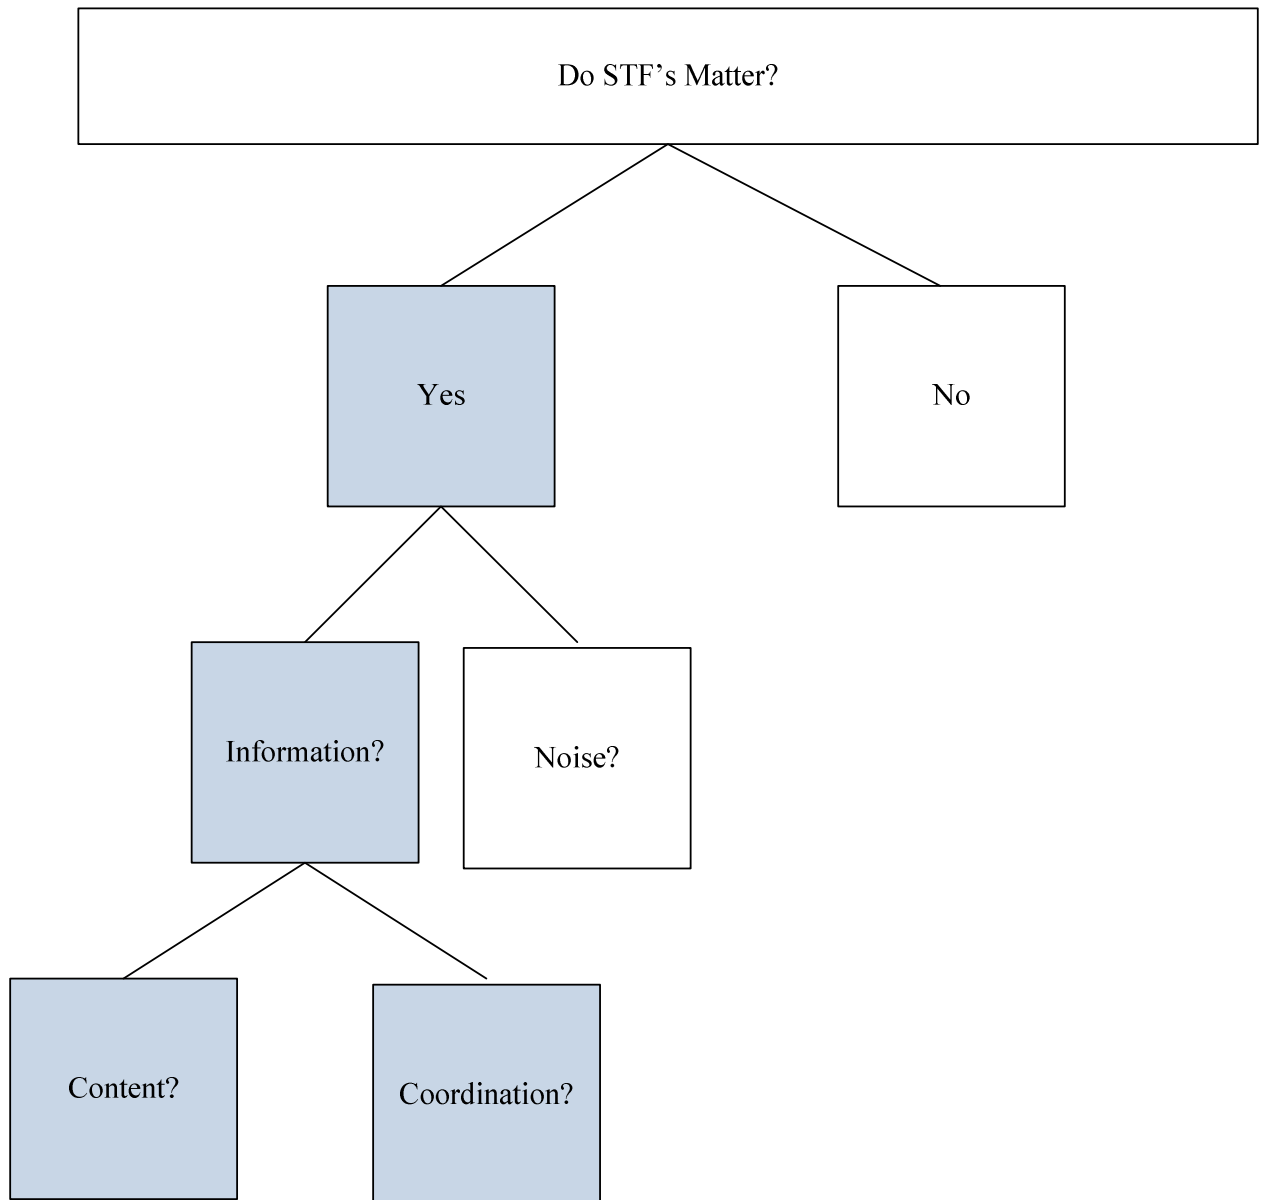 Do STF’s Matter?
Yes
No
Information?
Noise?
Content?
Coordination?